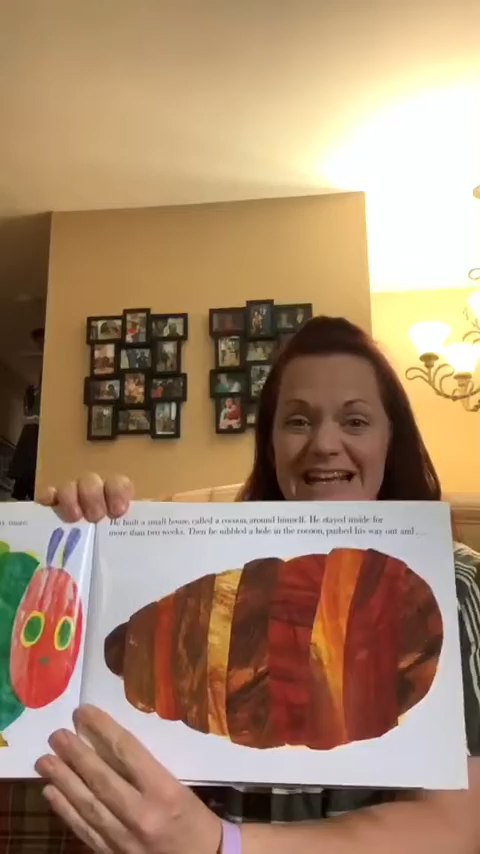 more.
He built a small house, called a cocoon, around himself. He stayed inside for
more than two weeks. Then he nibbled a hole in the cocoon, pushed his way out and . . .